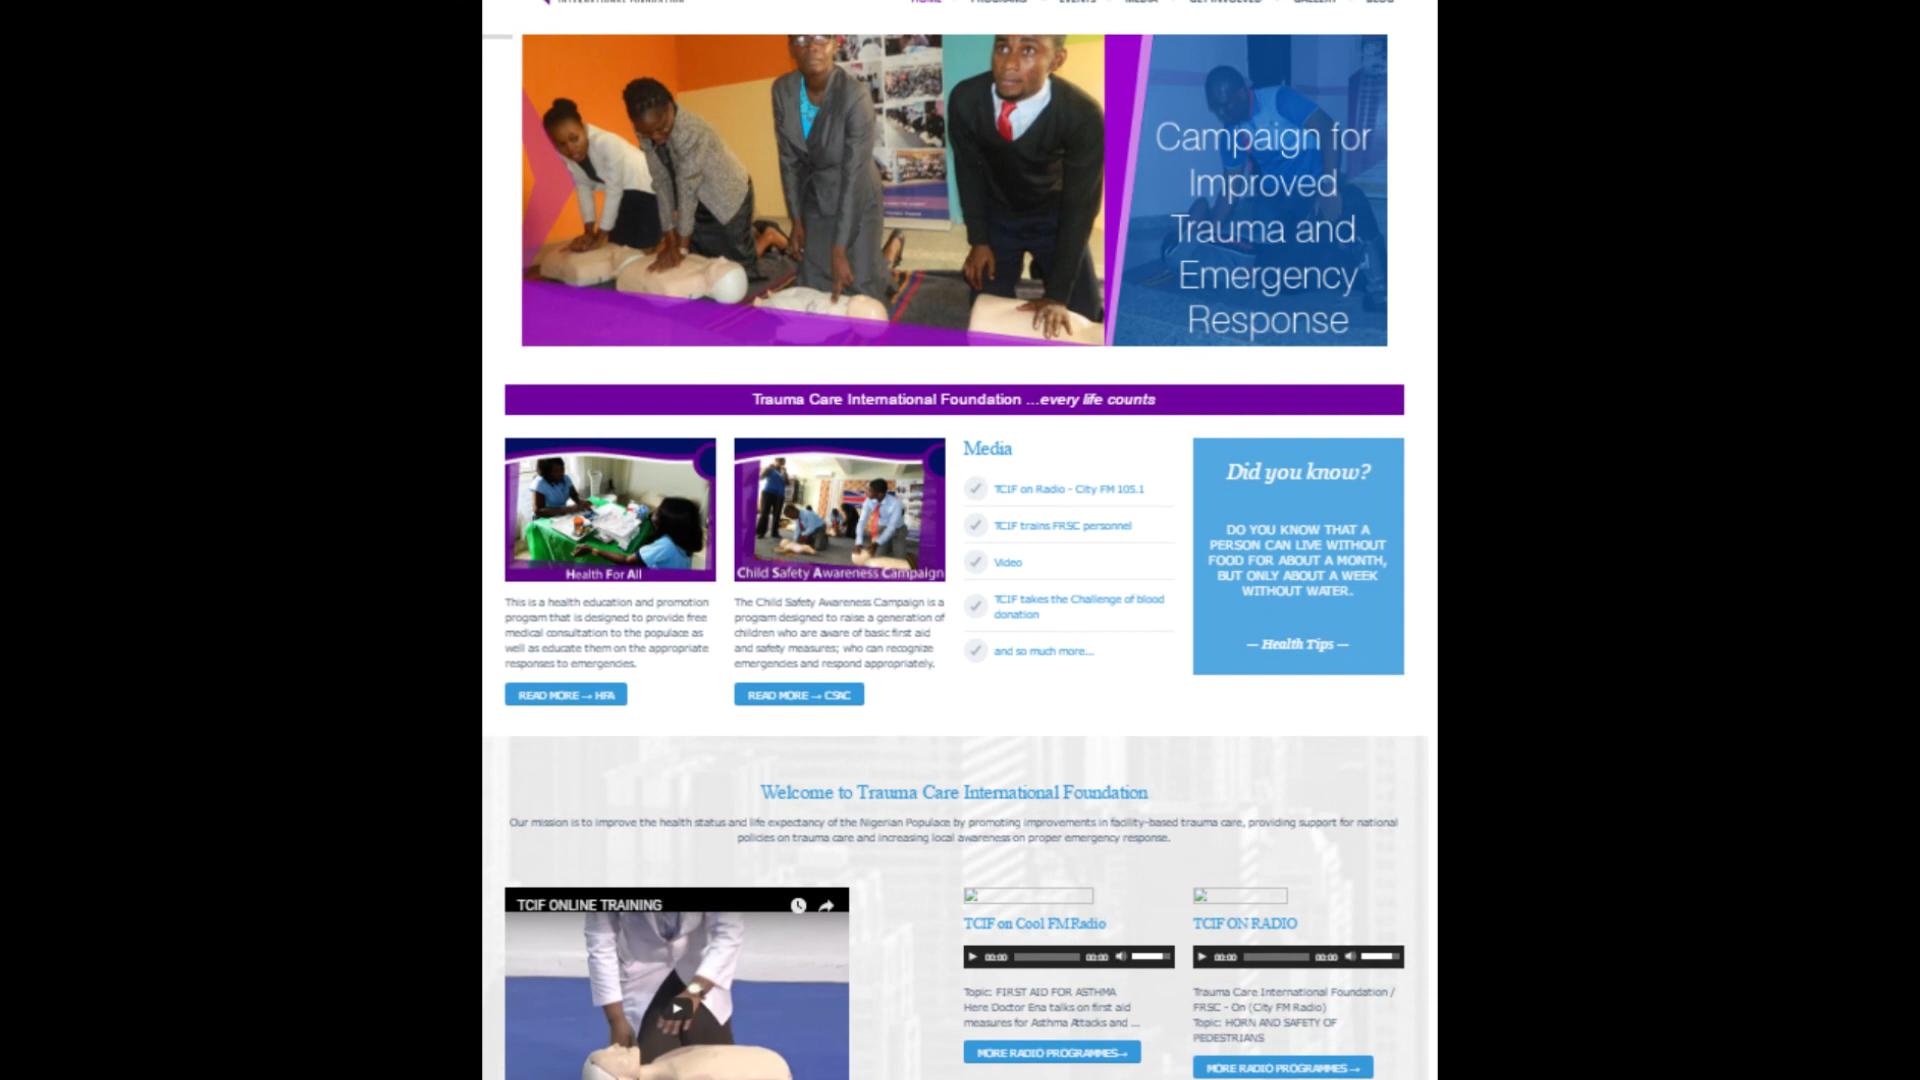 INTERNATIONAL FOUNDATION
HOME PROGRAMS EVENTS MEDIA GET INVOLVED GALLERY BLOG
Campaign for
Improved
Trauma and
Emergency
Response
Trauma Care International Foundation ...every life counts
Health For All
This is a health education and promotion
program that is designed to provide free
medical consultation to the populace as
well as educate them on the appropriate
responses to emergencies.
READ MORE → HFA
Child Safety Awareness Campaign
The Child Safety Awareness Campaign is a
program designed to raise a generation of
children who are aware of basic first aid
and safety measures; who can recognize
emergencies and respond appropriately.
READ MORE → CSAC
Media
TCIF on Radio - City FM 105.1
TCIF trains FRSC personnel
Video
TCIF takes the Challenge of blood
donation
and so much more...
Did you know?
DO YOU KNOW THAT A
PERSON CAN LIVE WITHOUT
FOOD FOR ABOUT A MONTH,
BUT ONLY ABOUT A WEEK
WITHOUT WATER.
— Health Tips —
Welcome to Trauma Care International Foundation
Our mission is to improve the health status and life expectancy of the Nigerian Populace by promoting improvements in facility-based trauma care, providing support for national
policies on trauma care and increasing local awareness on proper emergency response.
TCIF ONLINE TRAINING
TCIF on Cool FM Radio
00:00 00:00
Topic: FIRST AID FOR ASTHMA
Here Doctor Ena talks on first aid
measures for Asthma Attacks and ...
MORE RADIO PROGRAMMES→
TCIF ON RADIO
00:00 00:00
Trauma Care International Foundation /
FRSC - On (City FM Radio)
Topic: HORN AND SAFETY OF
PEDESTRIANS
MORE RADIO PROGRAMMES →